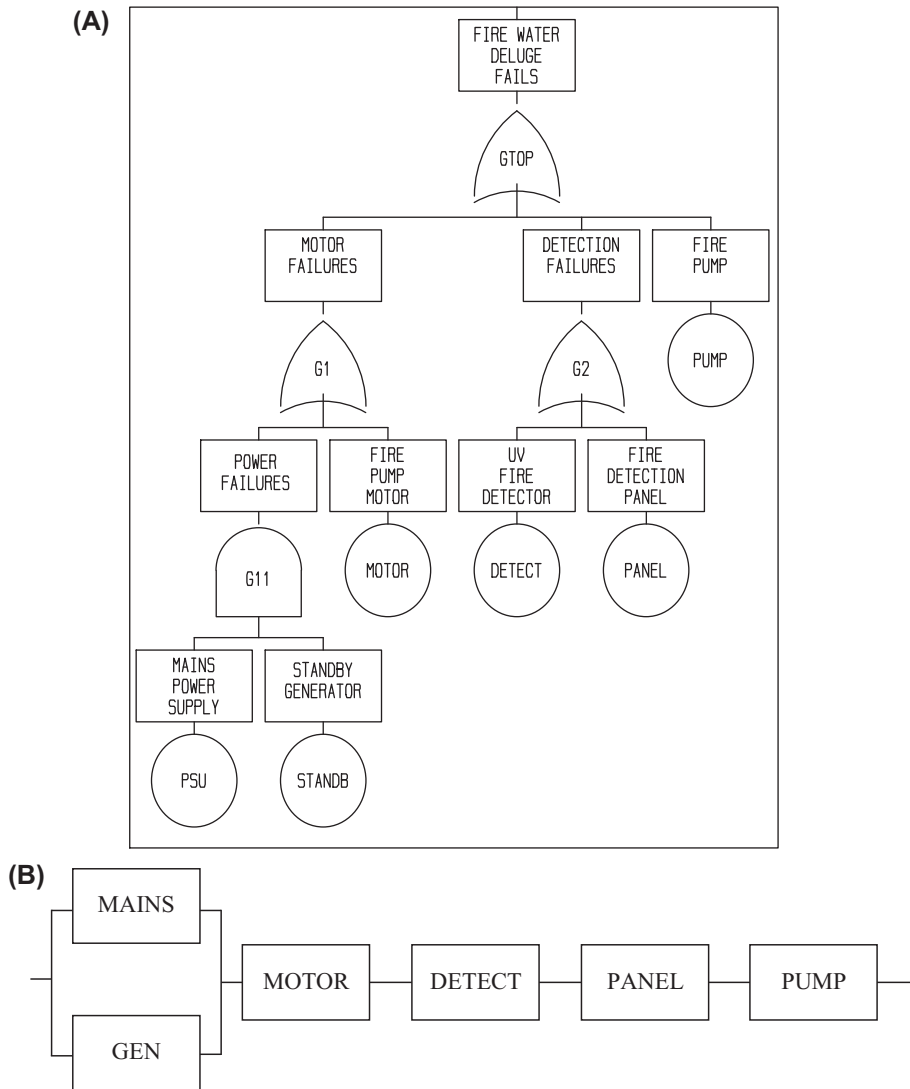 (A)
FIRE WATER
DELUGE
FAILS
GTOP
MOTOR
FAILURES
DETECTION
FAILURES
FIRE
PUMP
G1
G2
PUMP
POWER
FAILURES
FIRE
PUMP
MOTOR
UV
FIRE
DETECTOR
FIRE
DETECTION
PANEL
G11
MOTOR
DETECT
PANEL
MAINS
POWER
SUPPLY
STANDBY
GENERATOR
PSU
STANDB
(B)
MAINS
MOTOR
DETECT
PANEL
PUMP
GEN